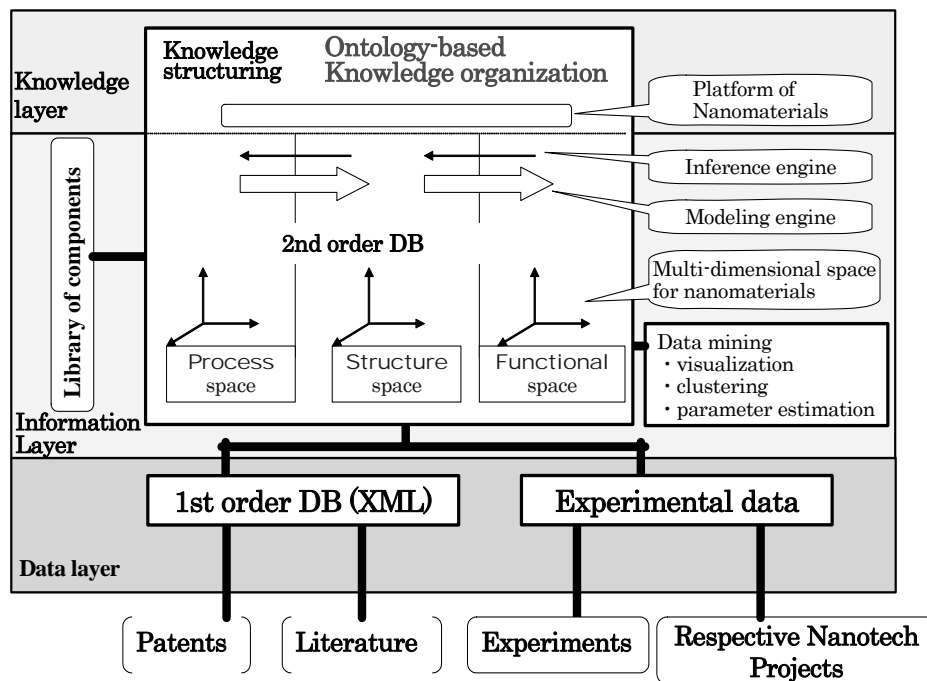 Knowledge
structuring
Ontology-based
Knowledge organization
Knowledge
layer
Platform of
Nanomaterials
Inference engine
Modeling engine
Library of components
2nd order DB
Multi-dimensional space
for nanomaterials
Process
space
Structure
space
Functional
space
Data mining
・visualization
・clustering
・parameter estimation
Information
Layer
1st order DB (XML)
Experimental data
Data layer
Patents
Literature
Experiments
Respective Nanotech
Projects